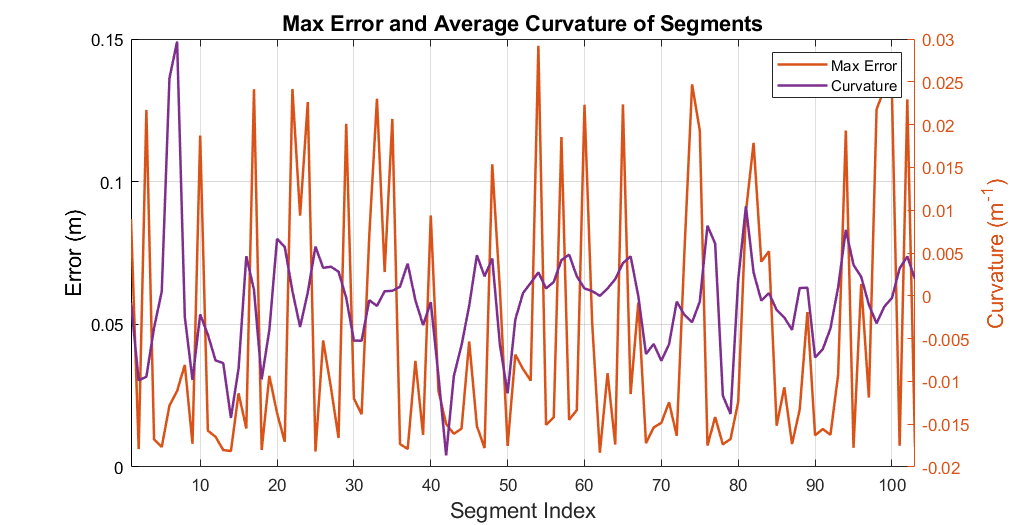 Max Error and Average Curvature of Segments
Max Error
Curvature
Error (m)
0.15
0.1
0.05
0
Curvature (m⁻¹)
0.03
0.025
0.02
0.015
0.01
0.005
0
-0.005
-0.01
-0.015
-0.02
10 20 30 40 50 60 70 80 90 100
Segment Index